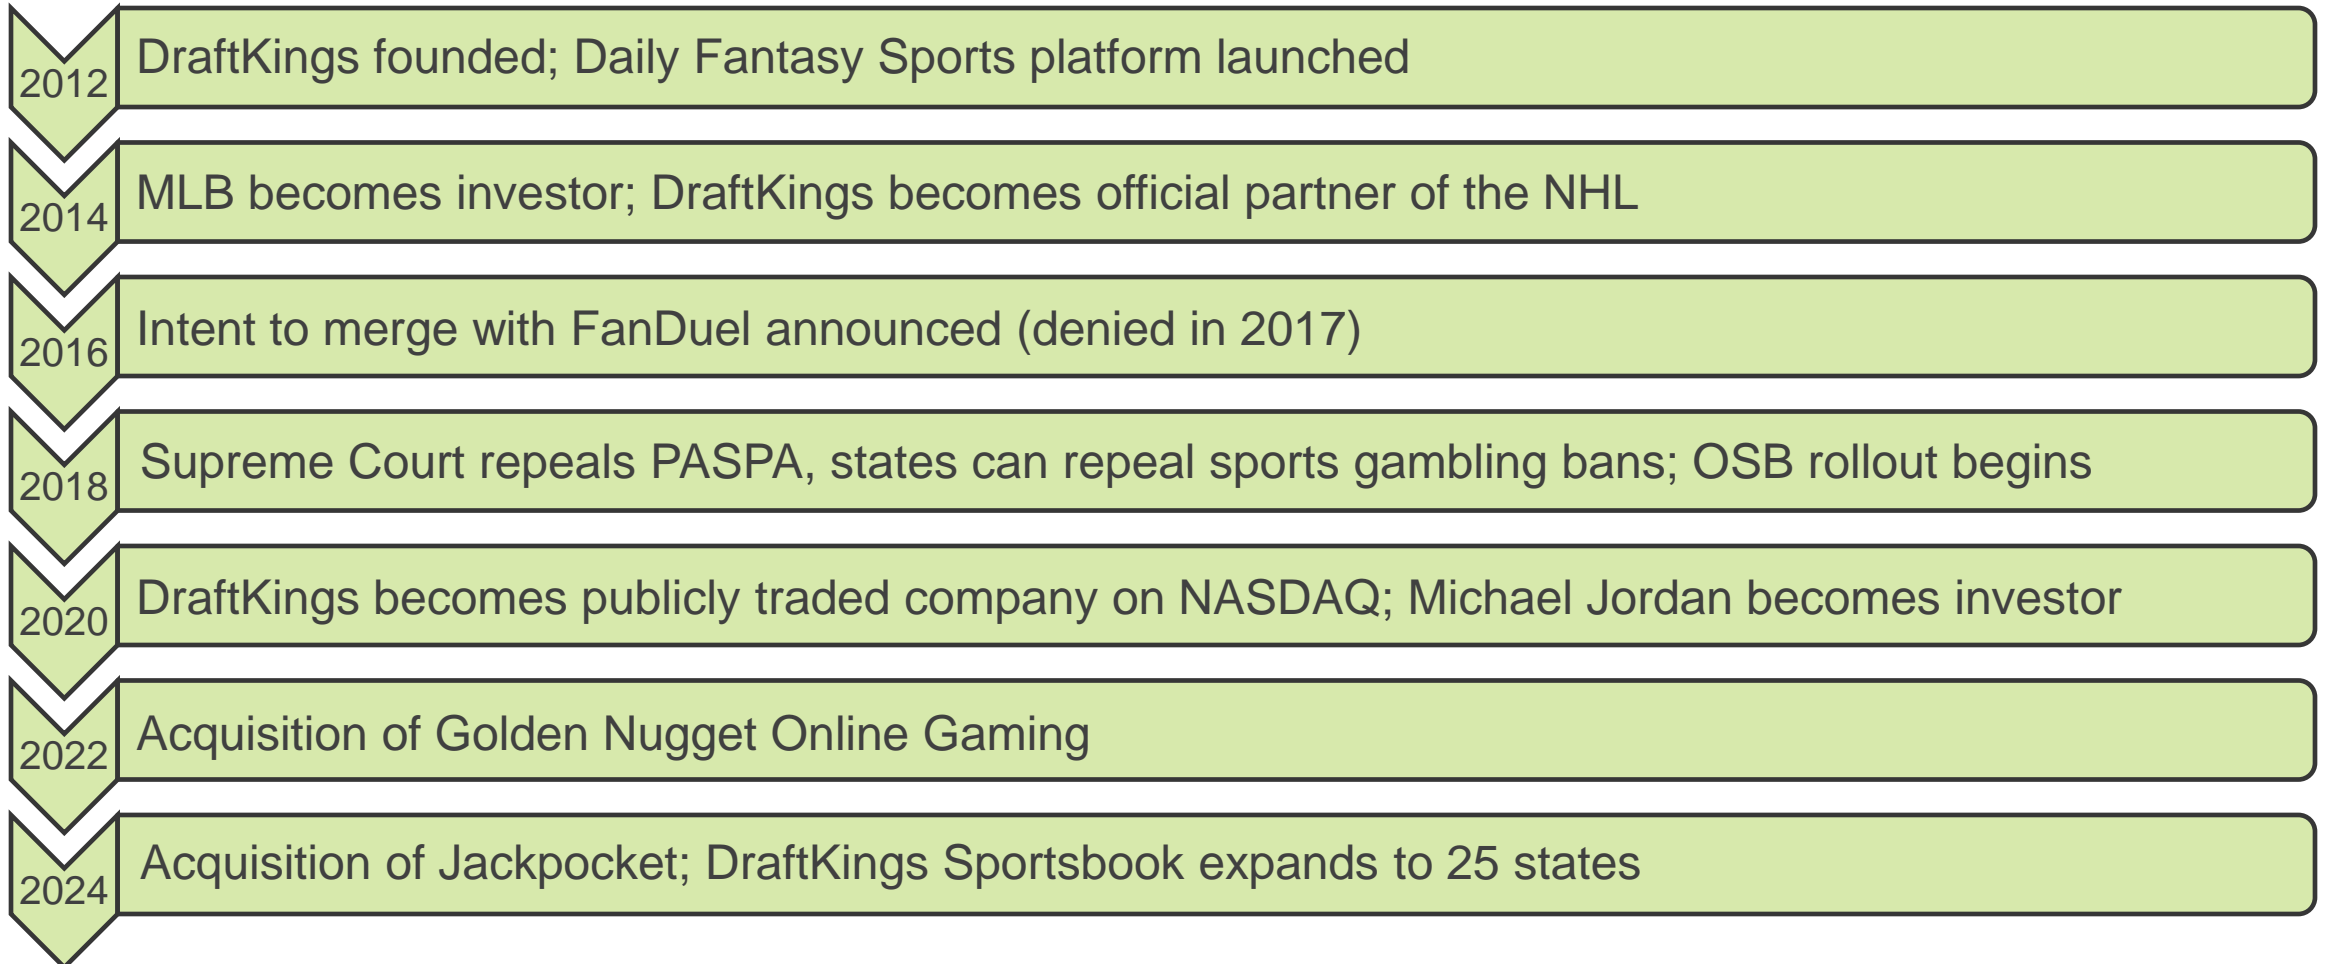 2012
DraftKings founded; Daily Fantasy Sports platform launched
2014
MLB becomes investor; DraftKings becomes official partner of the NHL
2016
Intent to merge with FanDuel announced (denied in 2017)
2018
Supreme Court repeals PASPA, states can repeal sports gambling bans; OSB rollout begins
2020
DraftKings becomes publicly traded company on NASDAQ; Michael Jordan becomes investor
2022
Acquisition of Golden Nugget Online Gaming
2024
Acquisition of Jackpocket; DraftKings Sportsbook expands to 25 states